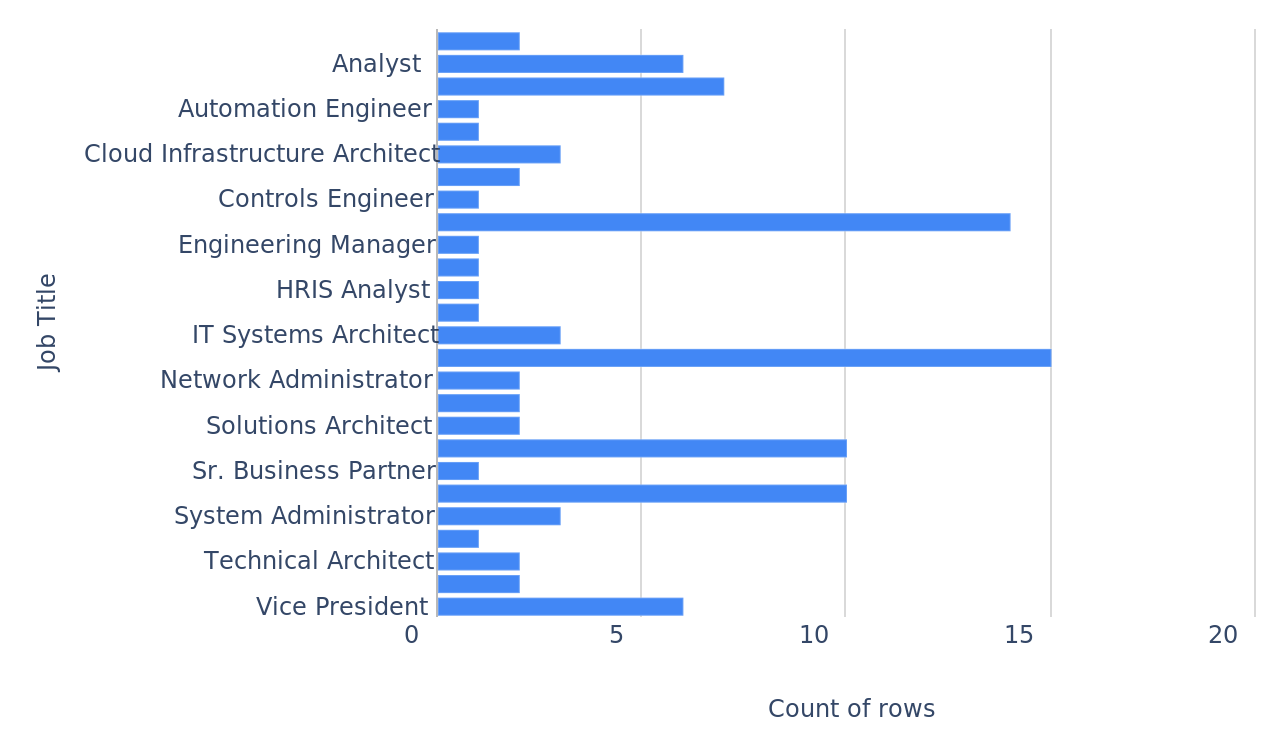 Analyst
Automation Engineer
Cloud Infrastructure Architect
Controls Engineer
Engineering Manager
HRIS Analyst
IT Systems Architect
Network Administrator
Solutions Architect
Sr. Business Partner
System Administrator
Technical Architect
Vice President
Job Title
0 5 10 15 20
Count of rows